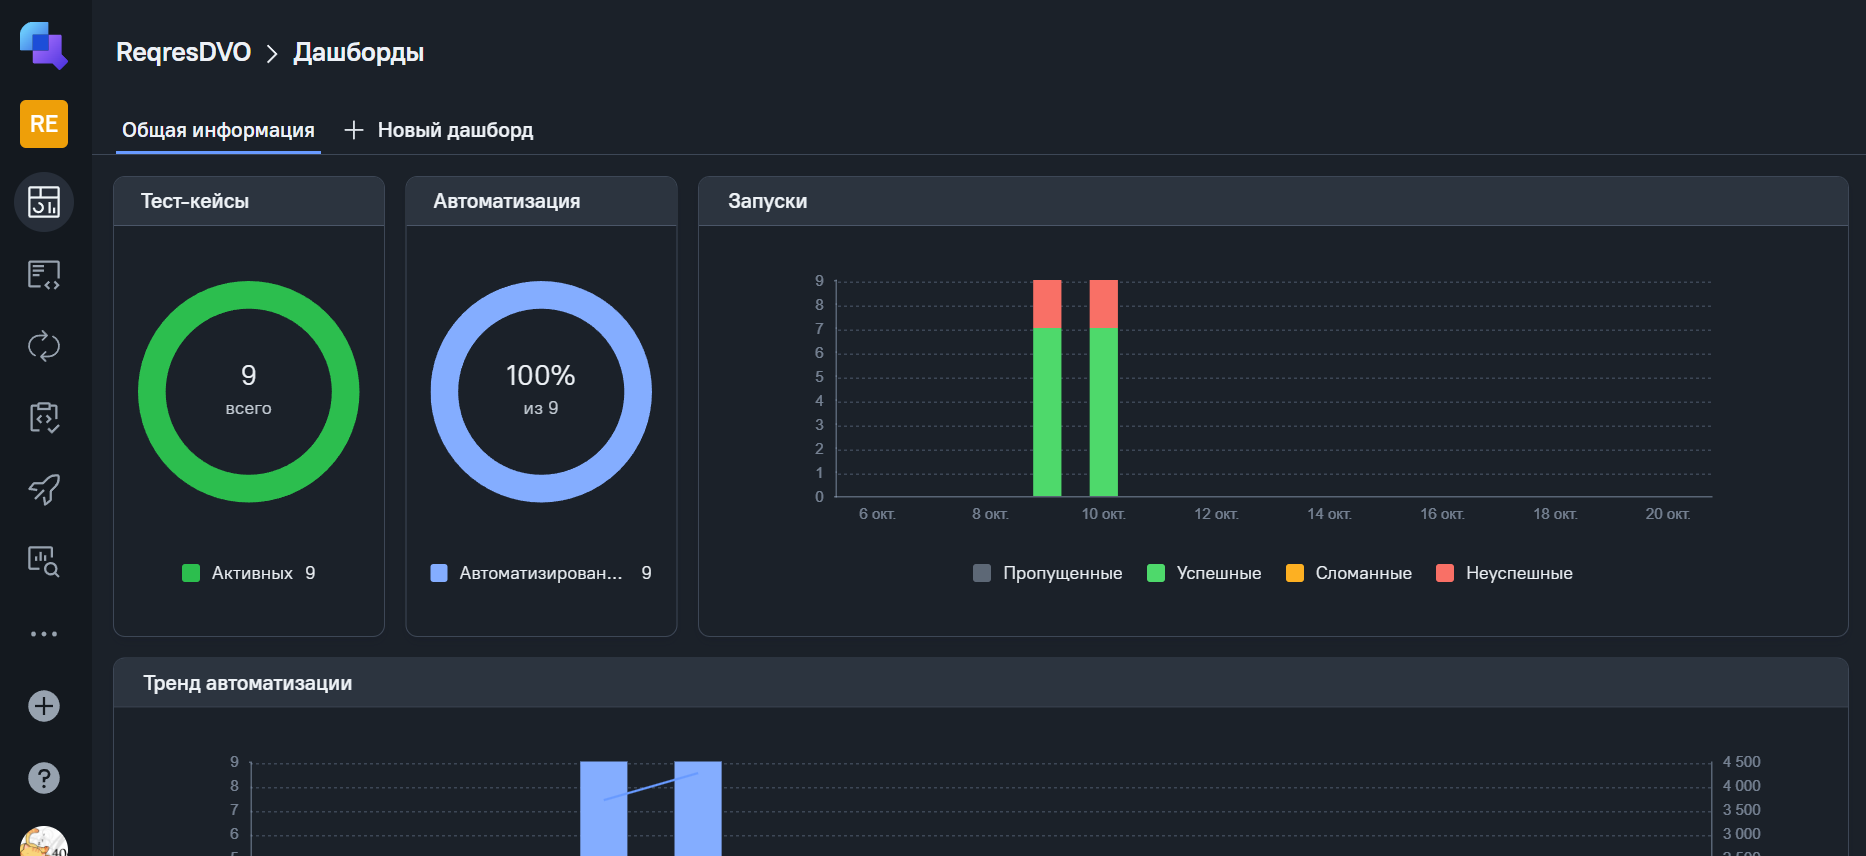 ReqresDVO > Дашборды
RE
Общая информация + Новый дашборд
Тест-кейсы
9
всего
Активных 9
Автоматизация
100%
из 9
Автоматизирован... 9
Запуски
9
8
7
6
5
4
3
2
1
0
6 окт. 8 окт. 10 окт. 12 окт. 14 окт. 16 окт. 18 окт. 20 окт.
Пропущенные Успешные Сломанные Неуспешные
Тренд автоматизации
9 4 500
8 4 000
7 3 500
6 3 000
?
40